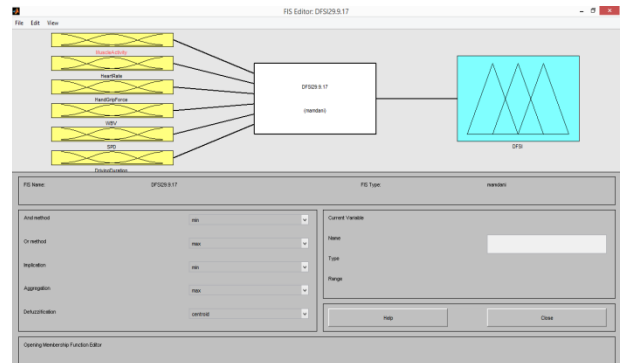 FIS Editor: DFSI29.9.17
File Edit View
MuscleActivity
HeartRate
HandGripForce
WBV
SPD
DrivingDuration
DFSI29.9.17
(mamdani)
DFSI
FIS Name: DFSI29.9.17 FIS Type: mamdani
And method min
Or method max
Implication min
Aggregation max
Defuzzification centroid
Current Variable
Name
Type
Range
Help Close
Opening Membership Function Editor